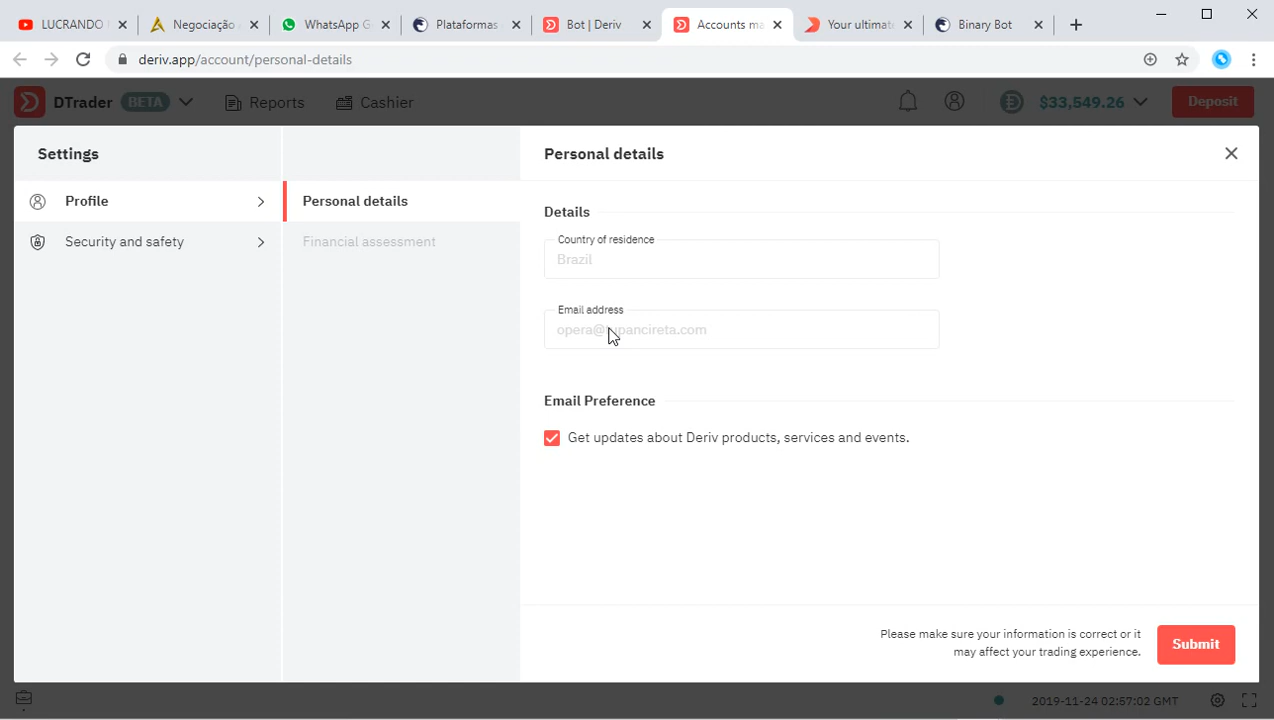 LUCRANDO
Negociação
WhatsApp G
Plataformas
Bot | Deriv
Accounts ma
Your ultimate
Binary Bot
deriv.app/account/personal-details
DTrader BETA
Reports
Cashier
$33,549.26
Deposit
Settings
Personal details
Profile
Personal details
Security and safety
Financial assessment
Details
Country of residence
Brazil
Email address
Email Preference
Get updates about Deriv products, services and events.
Please make sure your information is correct or it
may affect your trading experience.
Submit
2019-11-24 02:57:02 GMT